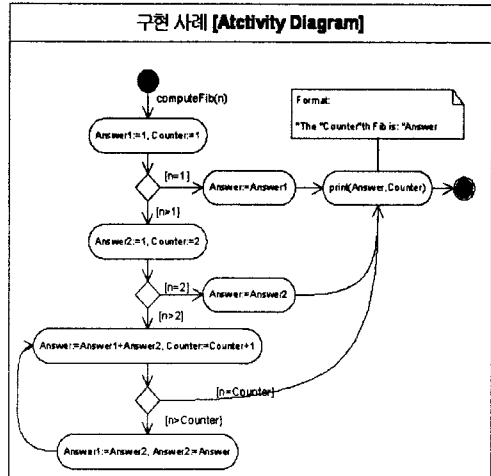 구현 사례 [Atctivity Diagram]
computeFib(n)
Format:
"The "Counter"th Fib is: "Answer
Answer1:=1, Counter:=1
[n=1]
Answer:=Answer1
print(Answer,Counter)
[n>1]
Answer2:=1, Counter:=2
[n=2]
Answer:=Answer2
[n>2]
Answer:=Answer1+Answer2, Counter:=Counter+1
[n=Counter]
[n>Counter]
Answer1:=Answer2, Answer2:=Answer